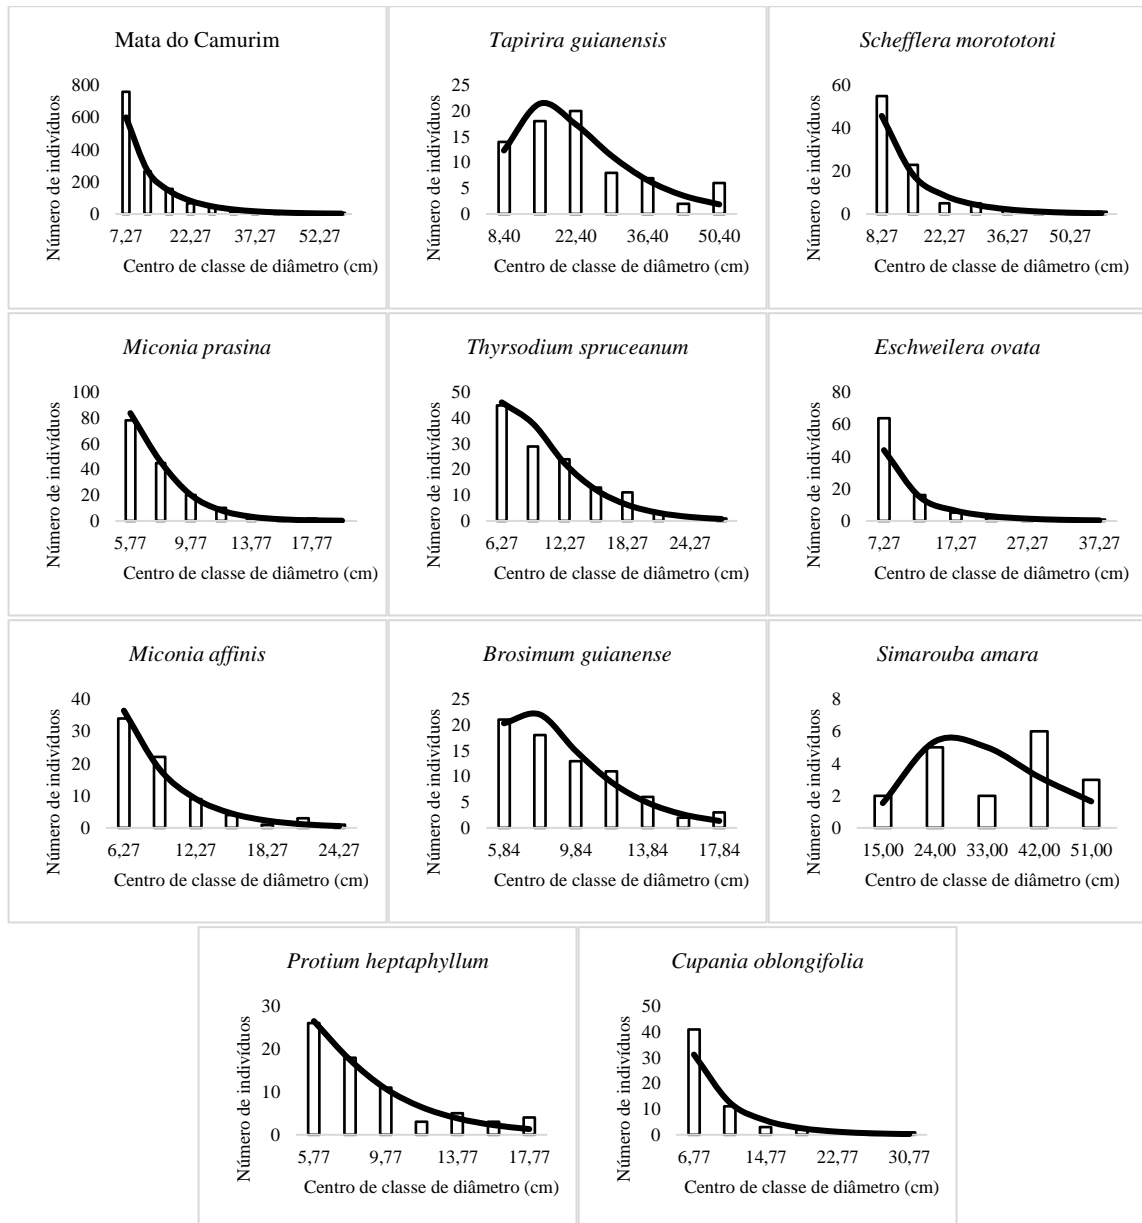 Mata do Camurim
Número de indivíduos
800
600
400
200
0
7,27 22,27 37,27 52,27
Centro de classe de diâmetro (cm)
Tapirira guianensis
Número de indivíduos
25
20
15
10
5
0
8,40 22,40 36,40 50,40
Centro de classe de diâmetro (cm)
Schefflera morototoni
Número de indivíduos
60
40
20
0
8,27 22,27 36,27 50,27
Centro de classe de diâmetro (cm)
Miconia prasina
Número de indivíduos
100
80
60
40
20
0
5,77 9,77 13,77 17,77
Centro de classe de diâmetro (cm)
Thyrsodium spruceanum
Número de indivíduos
50
40
30
20
10
0
6,27 12,27 18,27 24,27
Centro de classe de diâmetro (cm)
Eschweilera ovata
Número de indivíduos
80
60
40
20
0
7,27 17,27 27,27 37,27
Centro de classe de diâmetro (cm)
Miconia affinis
Número de indivíduos
40
30
20
10
0
6,27 12,27 18,27 24,27
Centro de classe de diâmetro (cm)
Brosimum guianense
Número de indivíduos
25
20
15
10
5
0
5,84 9,84 13,84 17,84
Centro de classe de diâmetro (cm)
Simarouba amara
Número de indivíduos
8
6
4
2
0
15,00 24,00 33,00 42,00 51,00
Centro de classe de diâmetro (cm)
Protium heptaphyllum
Número de indivíduos
30
20
10
0
5,77 9,77 13,77 17,77
Centro de classe de diâmetro (cm)
Cupania oblongifolia
Número de indivíduos
50
40
30
20
10
0
6,77 14,77 22,77 30,77
Centro de classe de diâmetro (cm)